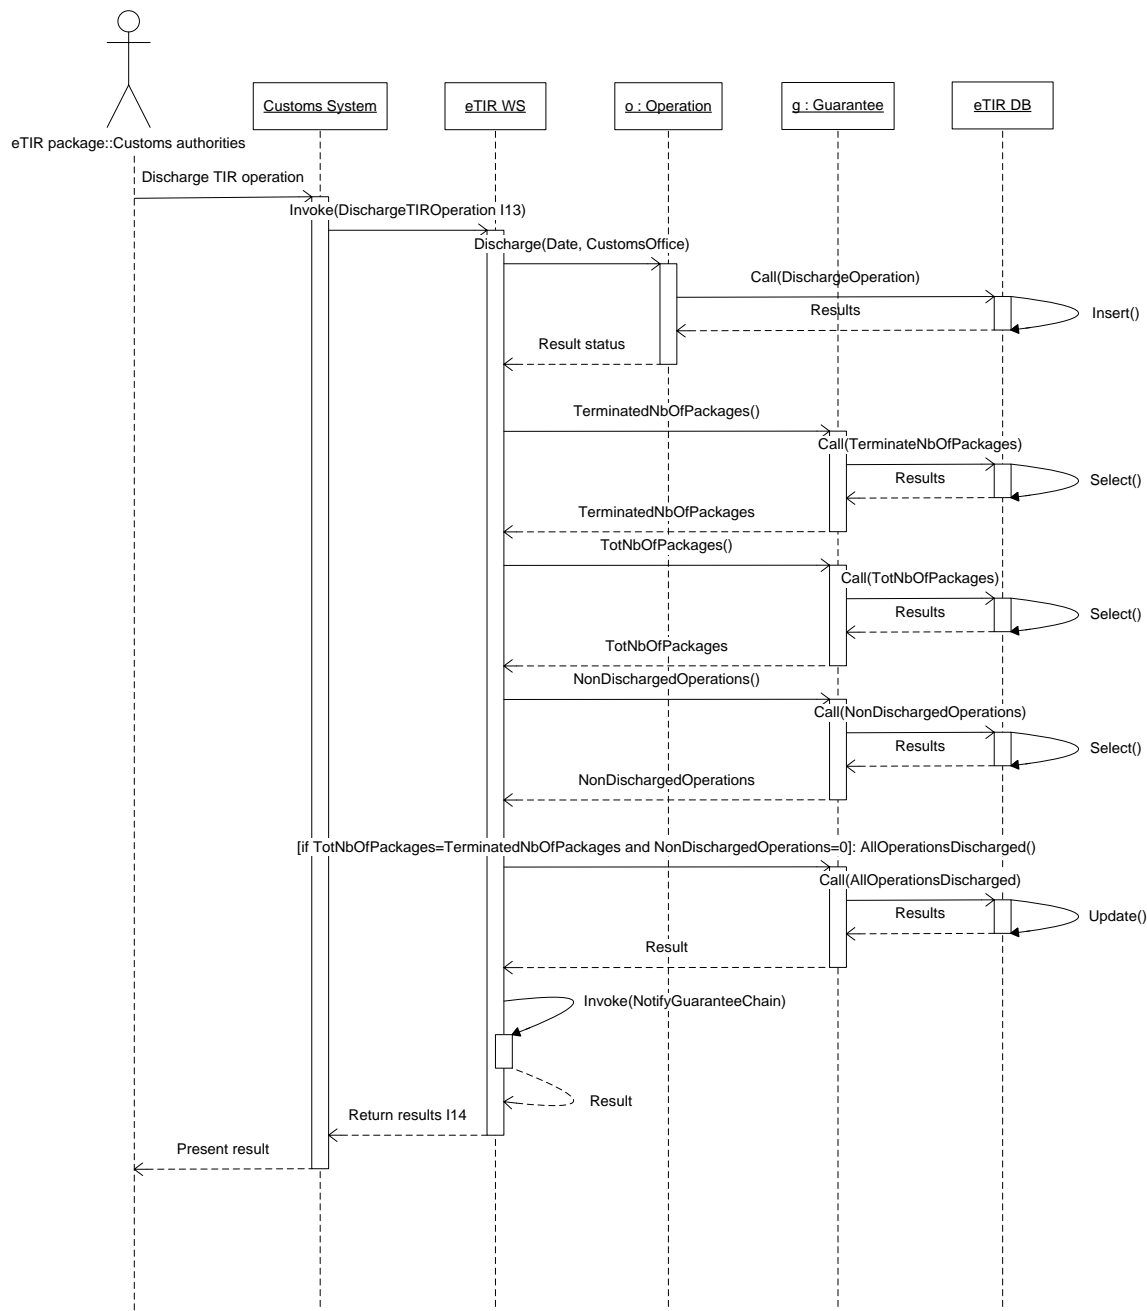 Customs System
eTIR WS
o : Operation
g : Guarantee
eTIR DB
eTIR package::Customs authorities
Discharge TIR operation
Invoke(DischargeTIROperation I13)
Discharge(Date, CustomsOffice)
Call(DischargeOperation)
Results
Insert()
Result status
TerminatedNbOfPackages()
Call(TerminateNbOfPackages)
Results
Select()
TerminatedNbOfPackages
TotNbOfPackages()
Call(TotNbOfPackages)
Results
Select()
TotNbOfPackages
NonDischargedOperations()
Call(NonDischargedOperations)
Results
Select()
NonDischargedOperations
[if TotNbOfPackages=TerminatedNbOfPackages and NonDischargedOperations=0]: AllOperationsDischarged()
Call(AllOperationsDischarged)
Results
Update()
Result
Invoke(NotifyGuaranteeChain)
Result
Return results I14
Present result